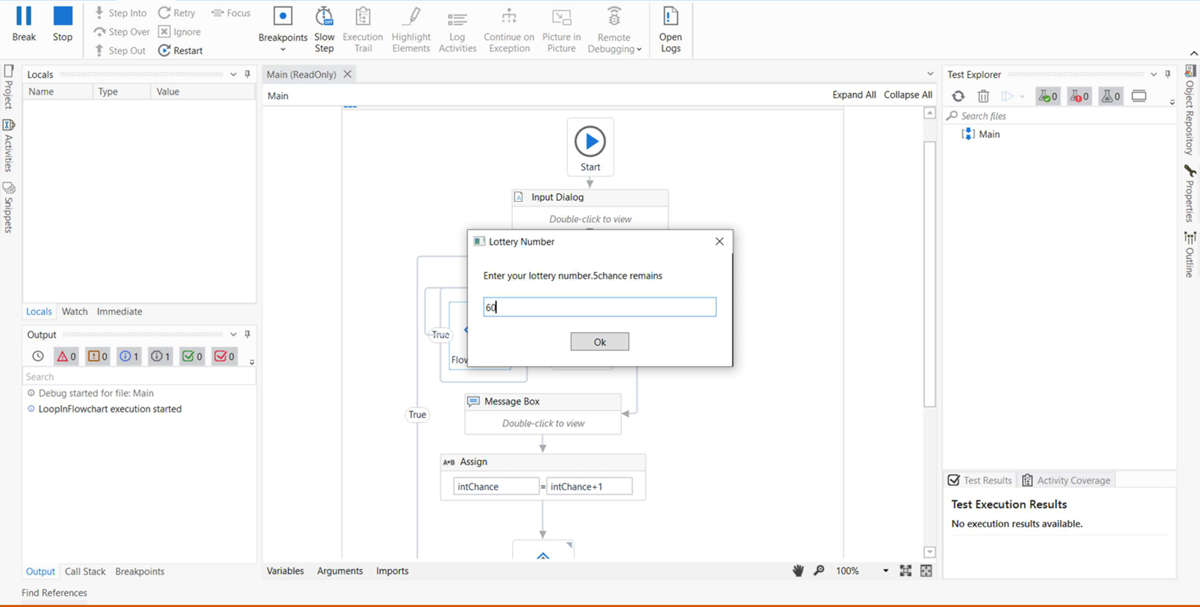 Break
Stop
Step Into
Step Over
Step Out
Retry
Ignore
Restart
Focus
Breakpoints
Slow
Step
Execution
Trail
Highlight
Elements
Log
Activities
Continue on
Exception
Picture in
Picture
Remote
Debugging
Open
Logs
Project
Activities
Snippets
Locals
Name Type Value
Locals Watch Immediate
Output
0 0 1 1 0 0
Search
Debug started for file: Main
LoopInFlowchart execution started
Output Call Stack Breakpoints
Find References
Main (ReadOnly)
Main
Expand All Collapse All
Start
Input Dialog
Double-click to view
Lottery Number
Enter your lottery number.5chance remains
60
Ok
True
Flow
True
Message Box
Double-click to view
A*B Assign
intChance = intChance+1
Variables Arguments Imports
100%
Test Explorer
0 0 0
Search files
Main
Test Results Activity Coverage
Test Execution Results
No execution results available.
Object Repository
Properties
Outline